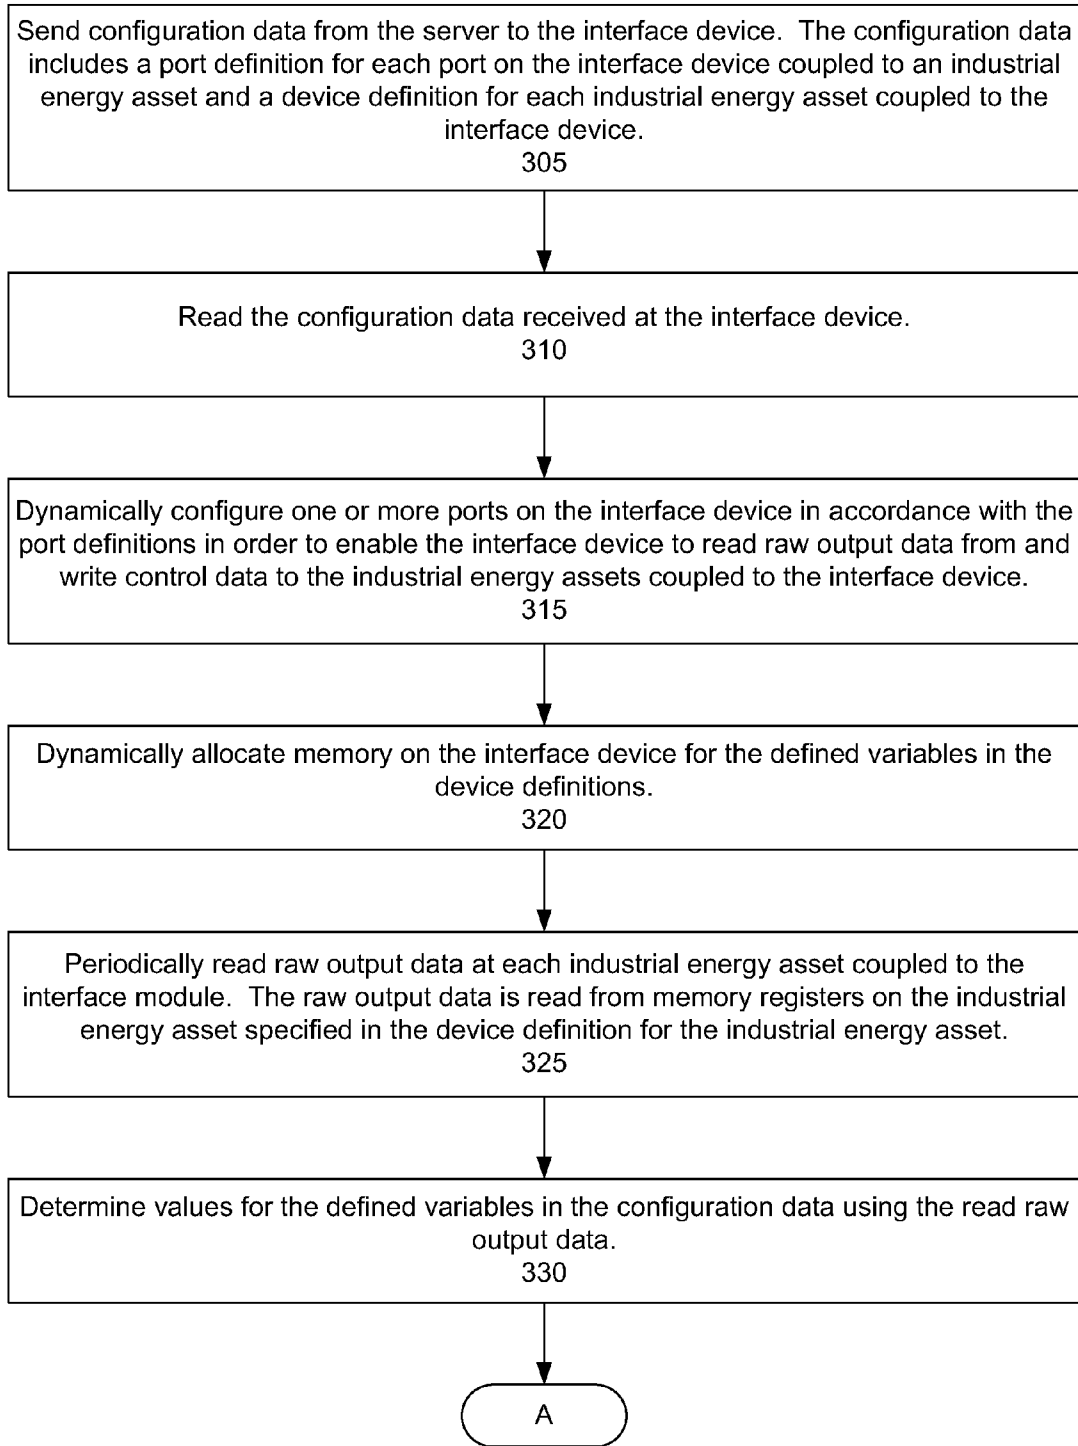 Send configuration data from the server to the interface device.  The configuration data
includes a port definition for each port on the interface device coupled to an industrial
energy asset and a device definition for each industrial energy asset coupled to the
interface device.
305
Read the configuration data received at the interface device.
310
Dynamically configure one or more ports on the interface device in accordance with the
port definitions in order to enable the interface device to read raw output data from and
write control data to the industrial energy assets coupled to the interface device.
315
Dynamically allocate memory on the interface device for the defined variables in the
device definitions.
320
Periodically read raw output data at each industrial energy asset coupled to the
interface module.  The raw output data is read from memory registers on the industrial
energy asset specified in the device definition for the industrial energy asset.
325
Determine values for the defined variables in the configuration data using the read raw
output data.
330
A